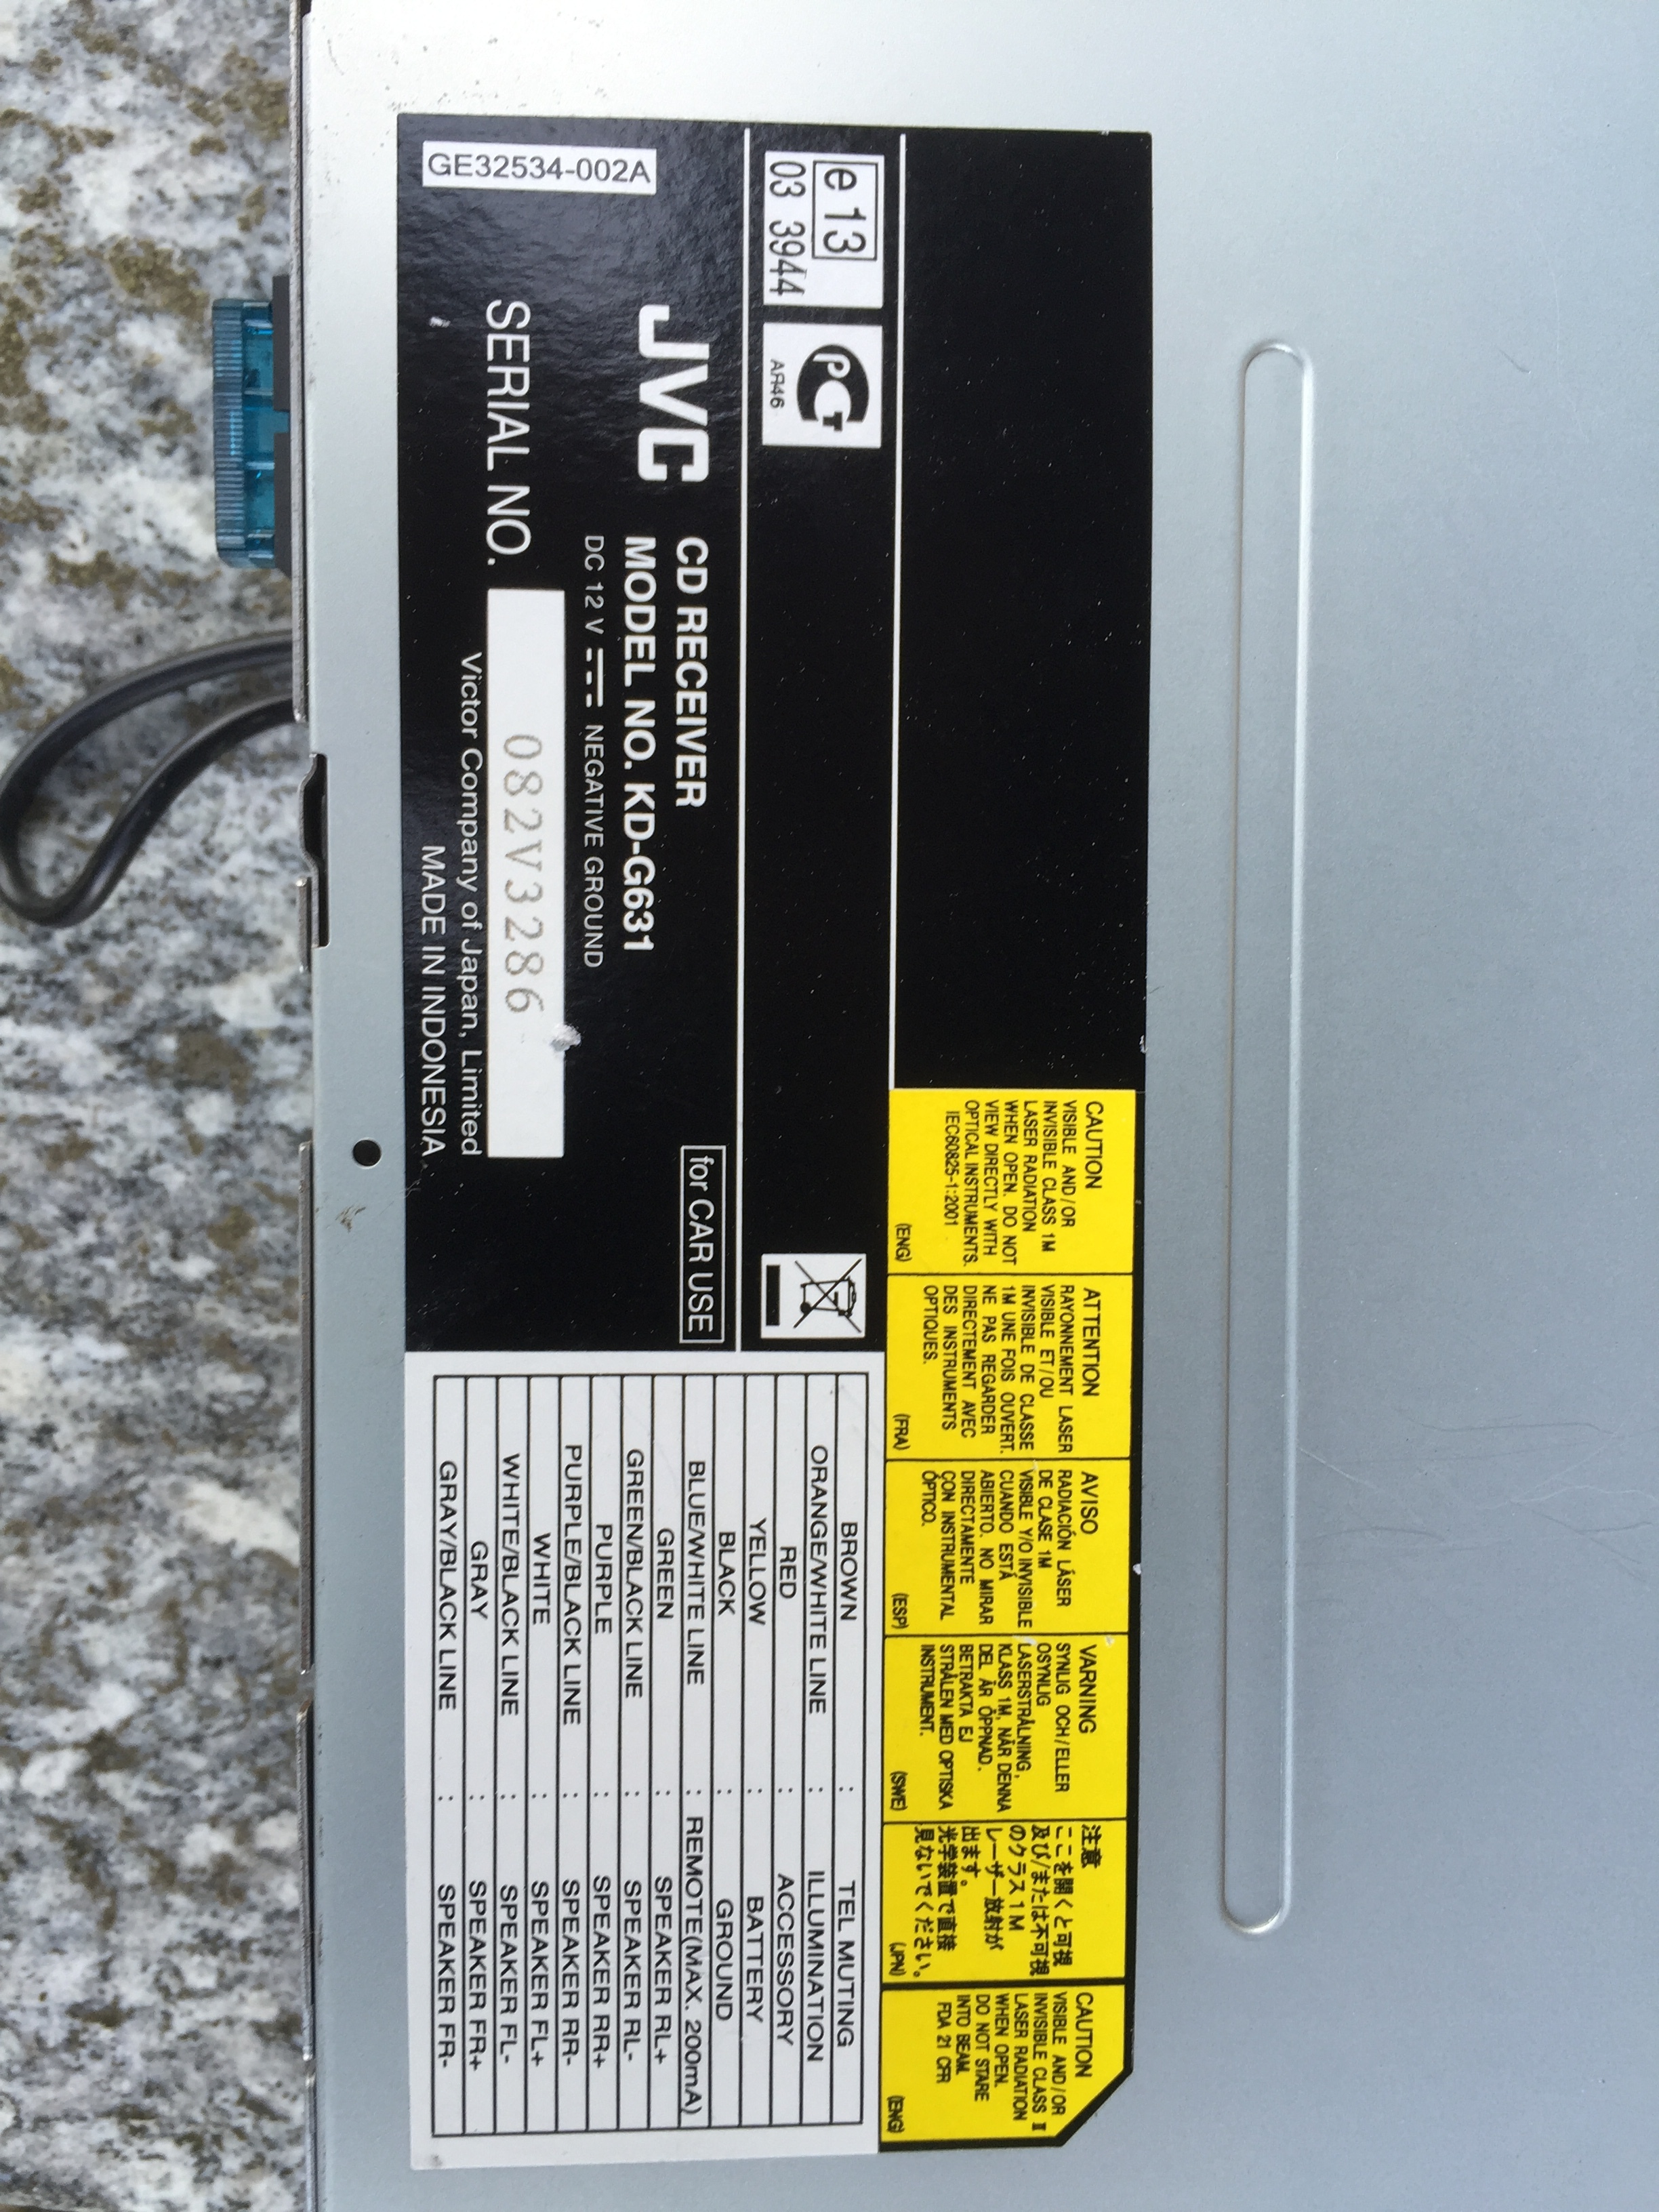 CAUTION
VISIBLE AND/OR
INVISIBLE CLASS 1M
LASER RADIATION
WHEN OPEN. DO NOT
VIEW DIRECTLY WITH
OPTICAL INSTRUMENTS.
IEC60825-1:2001
(ENG)
ATTENTION
RAYONNEMENT LASER
VISIBLE ET/OU
INVISIBLE DE CLASSE
1M UNE FOIS OUVERT.
NE PAS REGARDER
DIRECTEMENT AVEC
DES INSTRUMENTS
OPTIQUES.
(FRA)
AVISO
RADIACIÓN LÁSER
DE CLASE 1M
VISIBLE Y/O INVISIBLE
CUANDO ESTÁ
ABIERTO. NO MIRAR
DIRECTAMENTE
CON INSTRUMENTAL
ÓPTICO.
(ESP)
VARNING
SYNLIG OCH/ELLER
OSYNLIG
LASERSTRÅLNING,
KLASS 1M, NÄR DENNA
DEL ÄR ÖPPNAD.
BETRAKTA EJ
STRÅLEN MED OPTISKA
INSTRUMENT.
(SWE)
注意
ここを開くと可視
及び/または不可視
のクラス1M
レーザー放射が
出ます。
光学装置で直接
見ないでください。
(JPN)
CAUTION
VISIBLE AND/OR
INVISIBLE CLASS II
LASER RADIATION
WHEN OPEN.
DO NOT STARE
INTO BEAM.
FDA 21 CFR
(ENG)
e 13
03 3944
PCT
AЯ46
JVC
CD RECEIVER
for CAR USE
MODEL NO. KD-G631
DC 12 V NEGATIVE GROUND
SERIAL NO. 082V3286
Victor Company of Japan, Limited
MADE IN INDONESIA
GE32534-002A
BROWN : TEL MUTING
ORANGE/WHITE LINE : ILLUMINATION
RED : ACCESSORY
YELLOW : BATTERY
BLACK : GROUND
BLUE/WHITE LINE : REMOTE(MAX. 200mA)
GREEN : SPEAKER RL+
GREEN/BLACK LINE : SPEAKER RL-
PURPLE : SPEAKER RR+
PURPLE/BLACK LINE : SPEAKER RR-
WHITE : SPEAKER FL+
WHITE/BLACK LINE : SPEAKER FL-
GRAY : SPEAKER FR+
GRAY/BLACK LINE : SPEAKER FR-